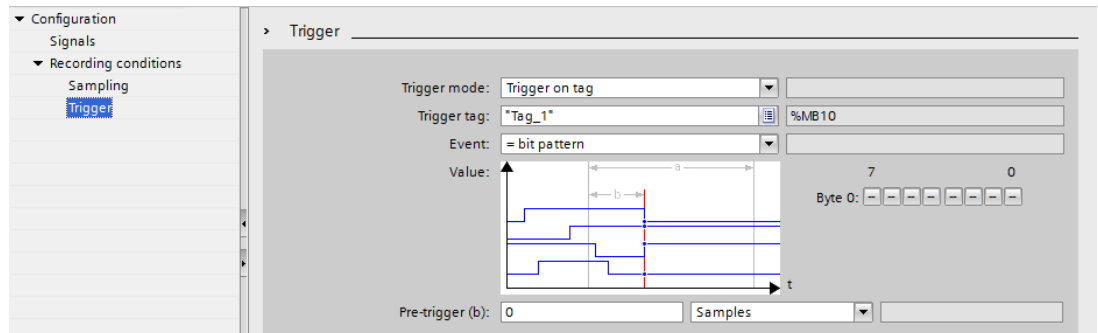 Configuration
Signals
Recording conditions
Sampling
Trigger
Trigger
Trigger mode: Trigger on tag
Trigger tag: "Tag_1" %MB10
Event: = bit pattern
Value: a 7 0
b Byte 0: - - - - - - - -
t
Pre-trigger (b): 0 Samples